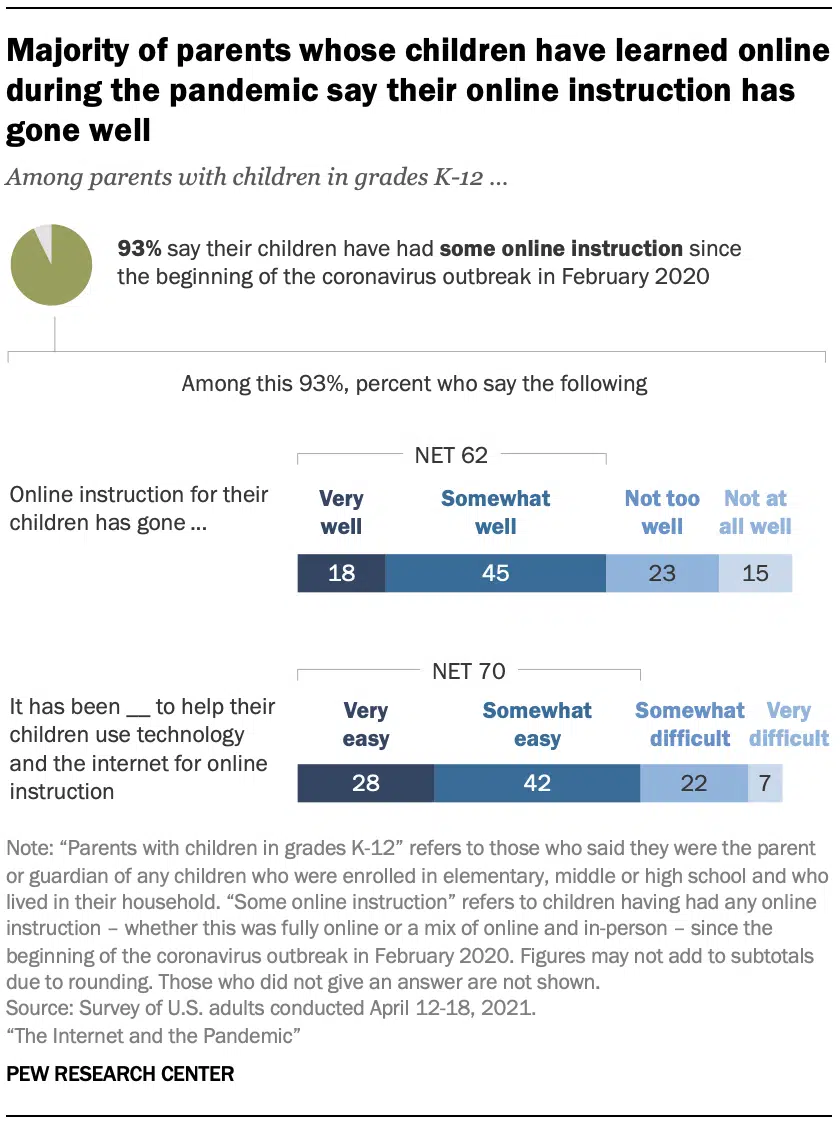 Majority of parents whose children have learned online
during the pandemic say their online instruction has
gone well
Among parents with children in grades K-12 ...
93% say their children have had some online instruction since
the beginning of the coronavirus outbreak in February 2020
Among this 93%, percent who say the following
NET 62
Online instruction for their
children has gone ...
Very
well
Somewhat
well
Not too
well
Not at
all well
18
45
23
15
NET 70
It has been __ to help their
children use technology
and the internet for online
instruction
Very
easy
Somewhat
easy
Somewhat
difficult
Very
difficult
28
42
22
7
Note: “Parents with children in grades K-12” refers to those who said they were the parent
or guardian of any children who were enrolled in elementary, middle or high school and who
lived in their household. “Some online instruction” refers to children having had any online
instruction – whether this was fully online or a mix of online and in-person – since the
beginning of the coronavirus outbreak in February 2020. Figures may not add to subtotals
due to rounding. Those who did not give an answer are not shown.
Source: Survey of U.S. adults conducted April 12-18, 2021.
“The Internet and the Pandemic”
PEW RESEARCH CENTER